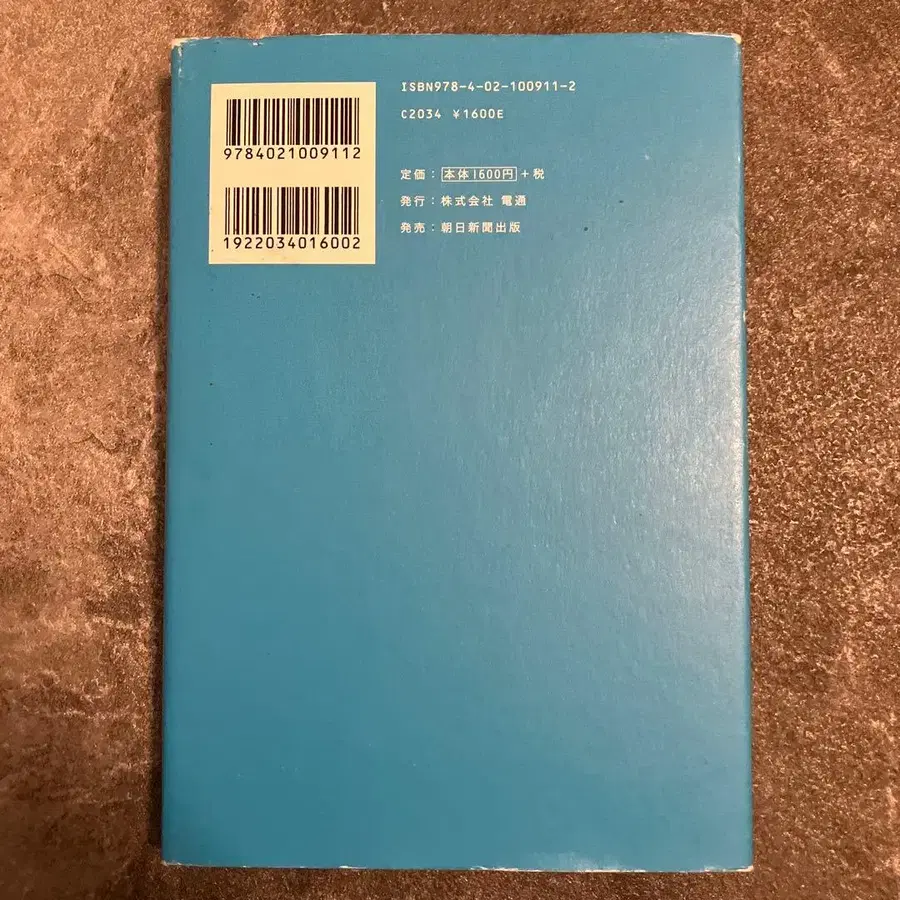 9784021009112
1922034016002
ISBN978-4-02-100911-2
C2034 ¥1600E
定価：本体1600円＋税
発行：株式会社 電通
発売：朝日新聞出版